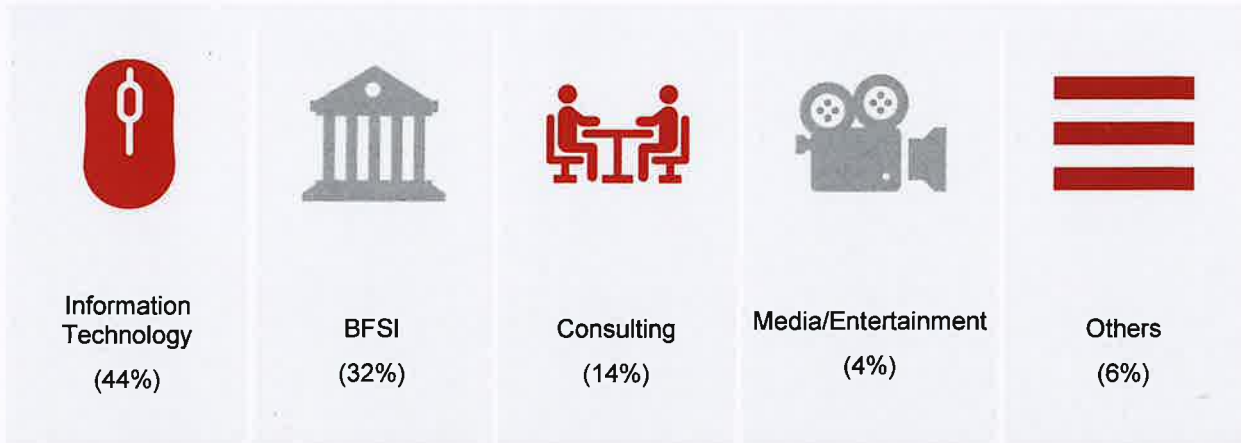 Information
Technology
(44%)
BFSI
(32%)
Consulting
(14%)
Media/Entertainment
(4%)
Others
(6%)